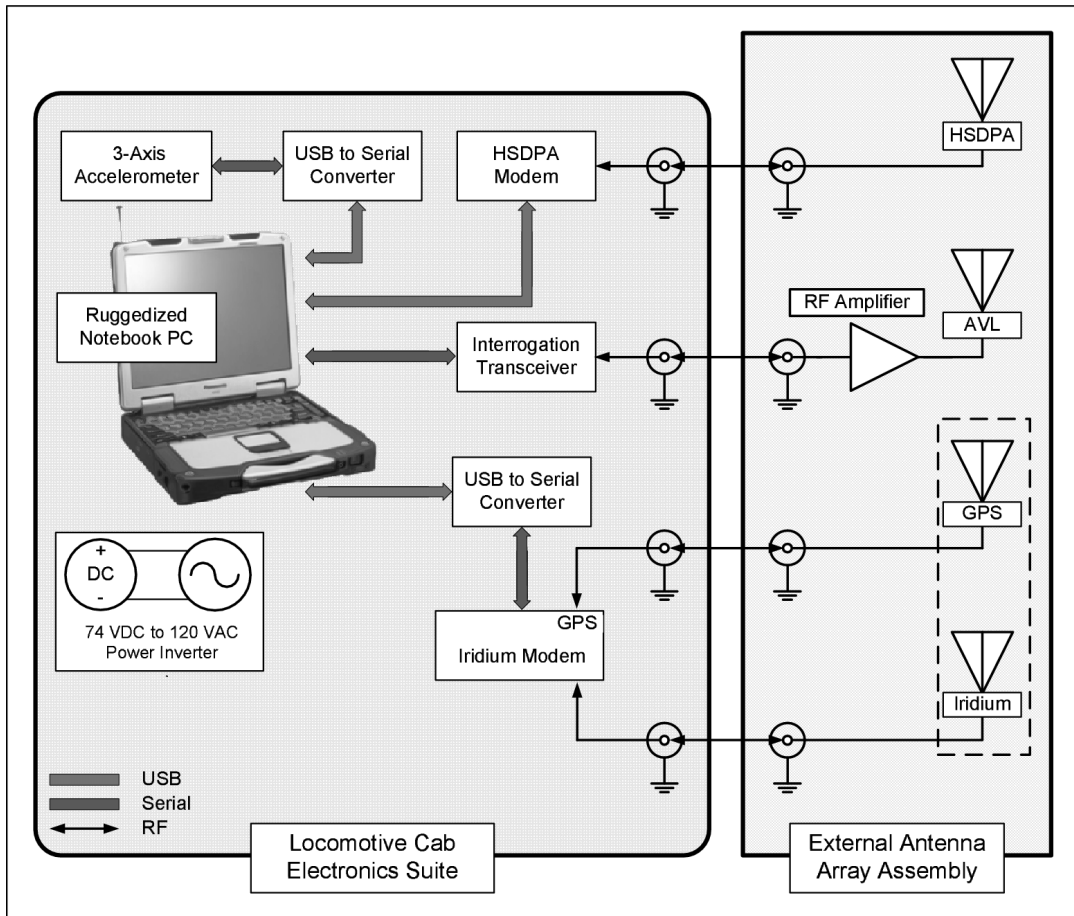 HSDPA
3-Axis
Accelerometer
USB to Serial
Converter
HSDPA
Modem
RF Amplifier
AVL
Ruggedized
Notebook PC
Interrogation
Transceiver
USB to Serial
Converter
GPS
+
DC
-
74 VDC to 120 VAC
Power Inverter
GPS
Iridium Modem
Iridium
USB
Serial
RF
Locomotive Cab
Electronics Suite
External Antenna
Array Assembly